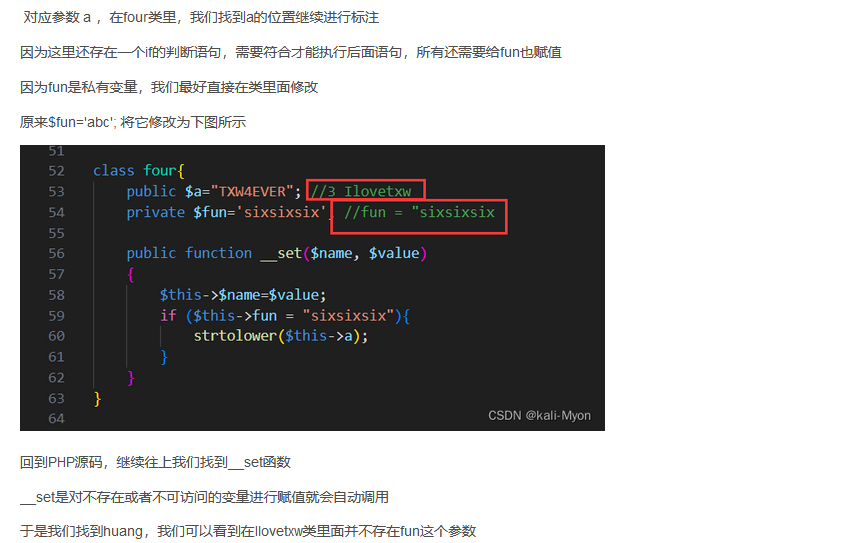 对应参数 a ，在four类里，我们找到a的位置继续进行标注
因为这里还存在一个if的判断语句，需要符合才能执行后面语句，所有还需要给fun也赋值
因为fun是私有变量，我们最好直接在类里面修改
原来$fun='abc'; 将它修改为下图所示
51
52 class four{
53 public $a="TXW4EVER"; //3 Ilovetxw
54 private $fun='sixsixsix'; //fun = "sixsixsix
55
56 public function __set($name, $value)
57 {
58 $this->$name=$value;
59 if ($this->fun = "sixsixsix"){
60 strtolower($this->a);
61 }
62 }
63 }
64
CSDN @kali-Myon
回到PHP源码，继续往上我们找到__set函数
__set是对不存在或者不可访问的变量进行赋值就会自动调用
于是我们找到huang，我们可以看到在Ilovetxw类里面并不存在fun这个参数